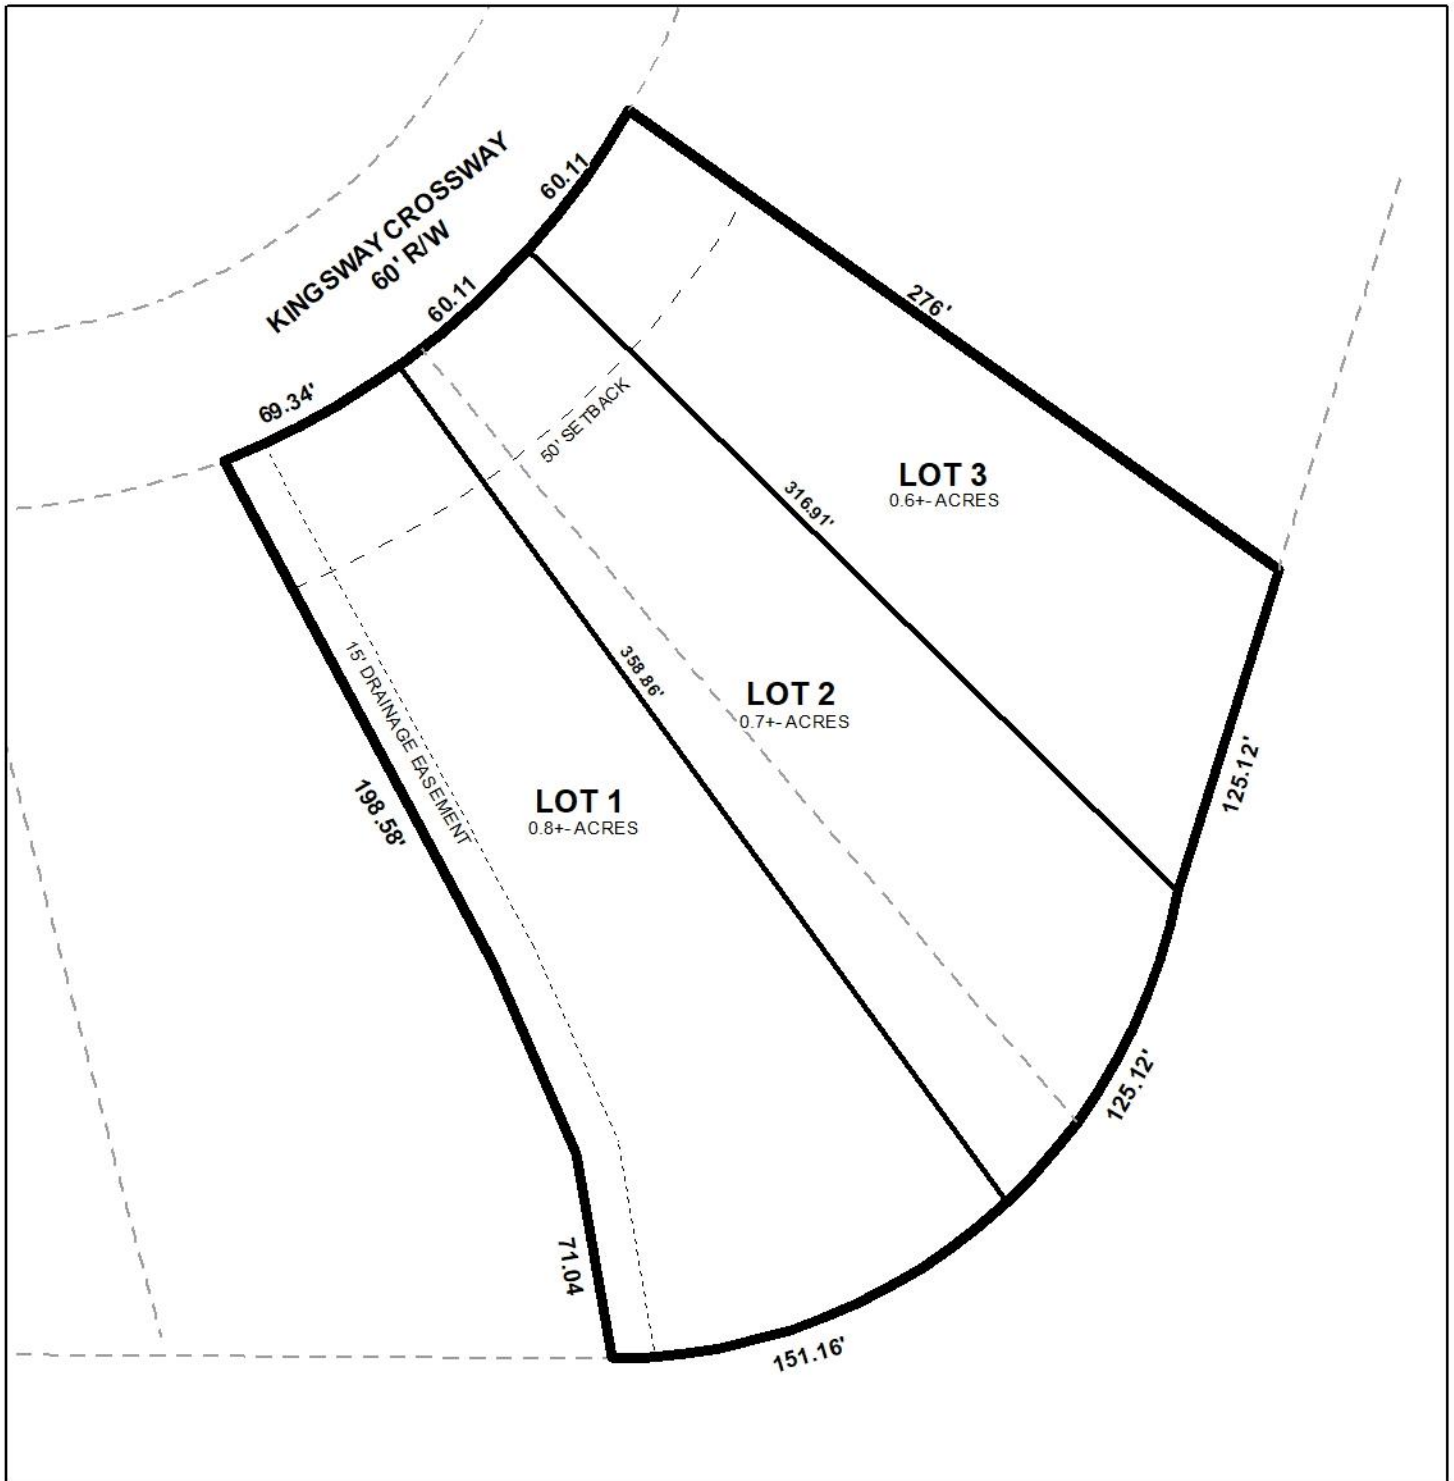 KINGSWAY CROSSWAY
60' R/W
60.11
60.11
69.34'
276'
50' SETBACK
LOT 3
0.6+- ACRES
316.91'
358.86'
LOT 2
0.7+- ACRES
15' DRAINAGE EASEMENT
198.58'
LOT 1
0.8+- ACRES
125.12'
125.12'
71.04
151.16'